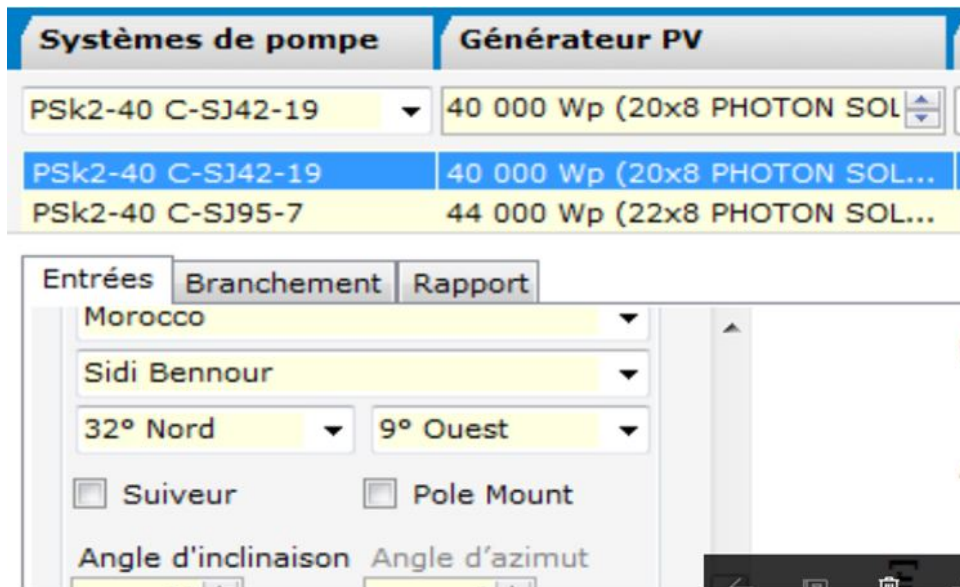 Systèmes de pompe Générateur PV
PSk2-40 C-SJ42-19 40 000 Wp (20x8 PHOTON SOL
PSk2-40 C-SJ42-19 40 000 Wp (20x8 PHOTON SOL...
PSk2-40 C-SJ95-7 44 000 Wp (22x8 PHOTON SOL...
Entrées Branchement Rapport
Morocco
Sidi Bennour
32° Nord 9° Ouest
Suiveur Pole Mount
Angle d'inclinaison Angle d’azimut